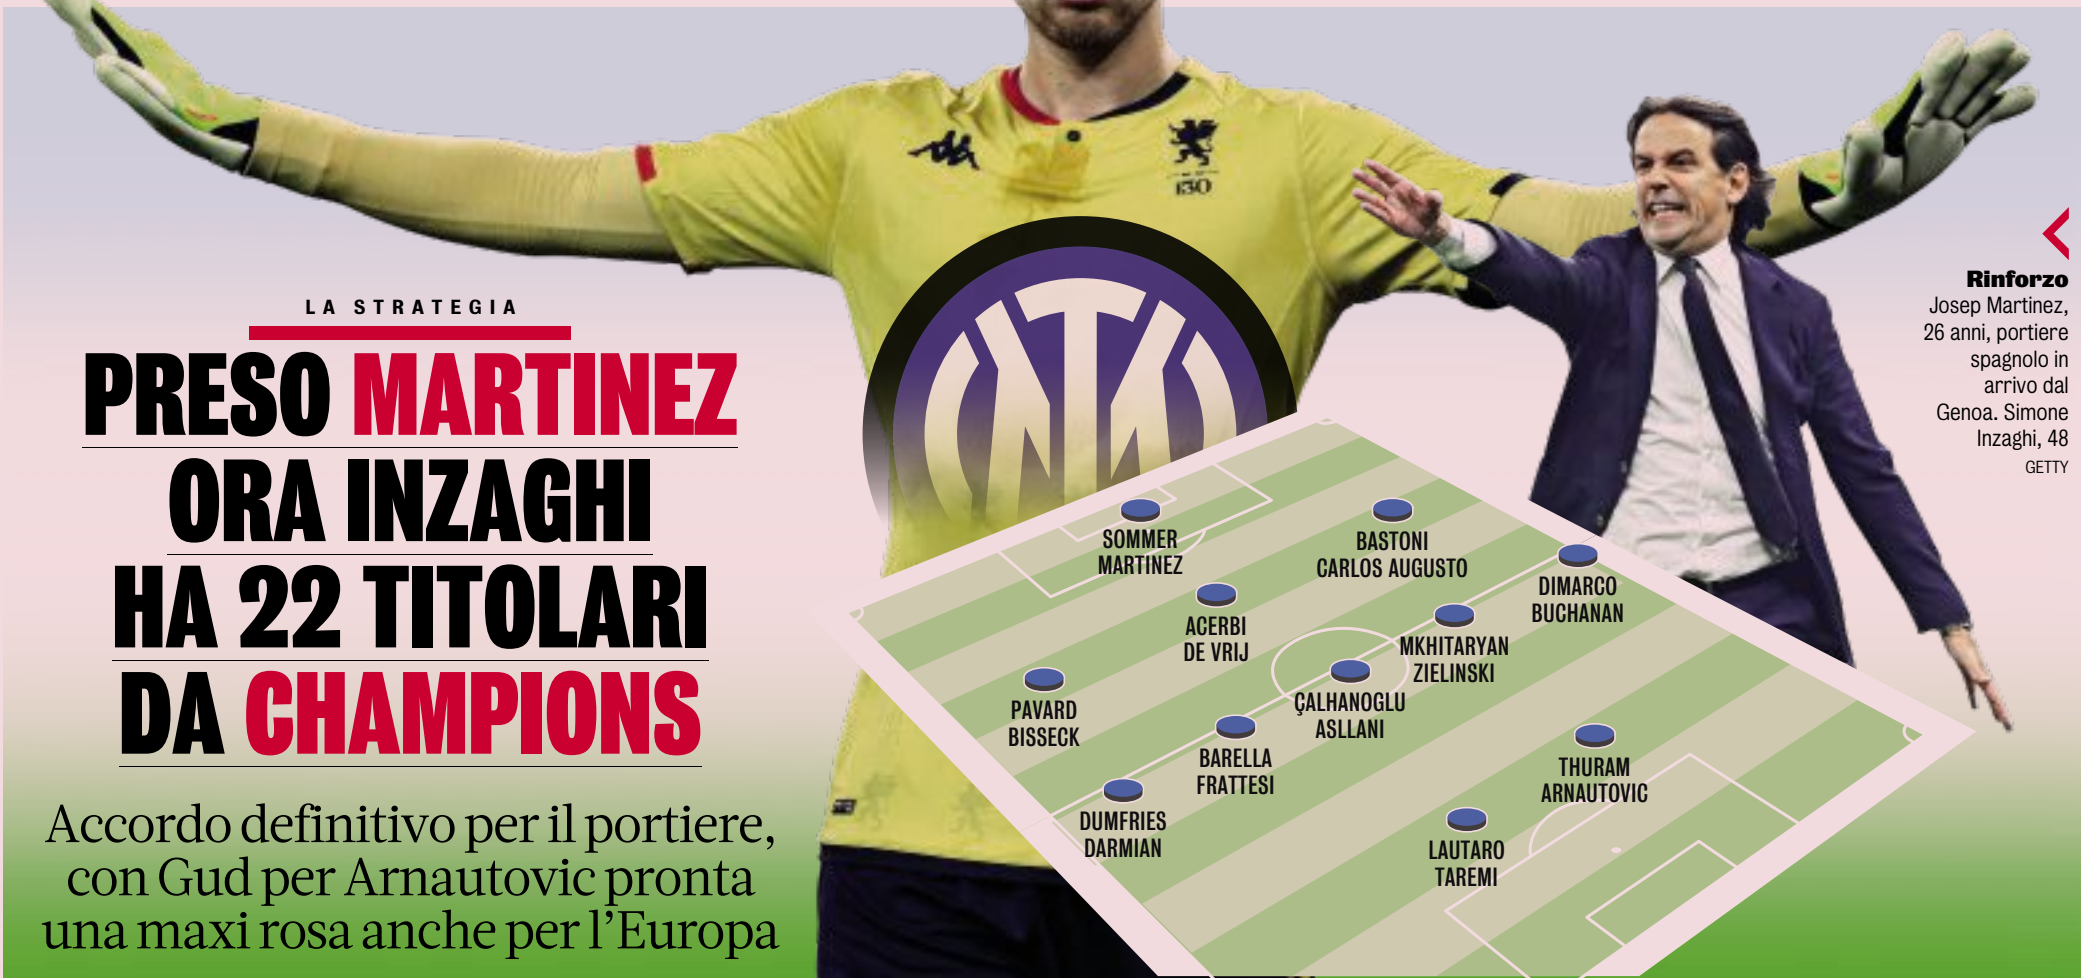 LA STRATEGIA
PRESO MARTINEZ
ORA INZAGHI
HA 22 TITOLARI
DA CHAMPIONS
Accordo definitivo per il portiere,
con Gud per Arnautovic pronta
una maxi rosa anche per l’Europa
130
Rinforzo
Josep Martinez,
26 anni, portiere
spagnolo in
arrivo dal
Genoa. Simone
Inzaghi, 48
GETTY
SOMMER
MARTINEZ
BASTONI
CARLOS AUGUSTO
DIMARCO
BUCHANAN
ACERBI
DE VRIJ
MKHITARYAN
ZIELINSKI
PAVARD
BISSECK
ÇALHANOGLU
ASLLANI
BARELLA
FRATTESI
THURAM
ARNAUTOVIC
DUMFRIES
DARMIAN
LAUTARO
TAREMI